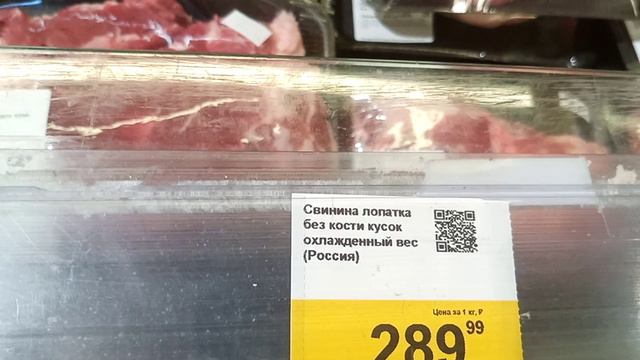 Свинина лопатка
без кости кусок
охлажденный вес
(Россия)
Цена за 1 кг, ₽
289 99